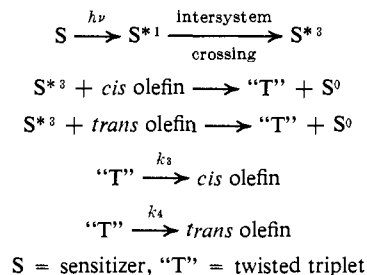 S —hν→ S*¹ —intersystem crossing→ S*³
S*³ + cis olefin ⟶ “T” + S⁰
S*³ + trans olefin ⟶ “T” + S⁰
“T” —k₃→ cis olefin
“T” —k₄→ trans olefin
S = sensitizer, “T” = twisted triplet